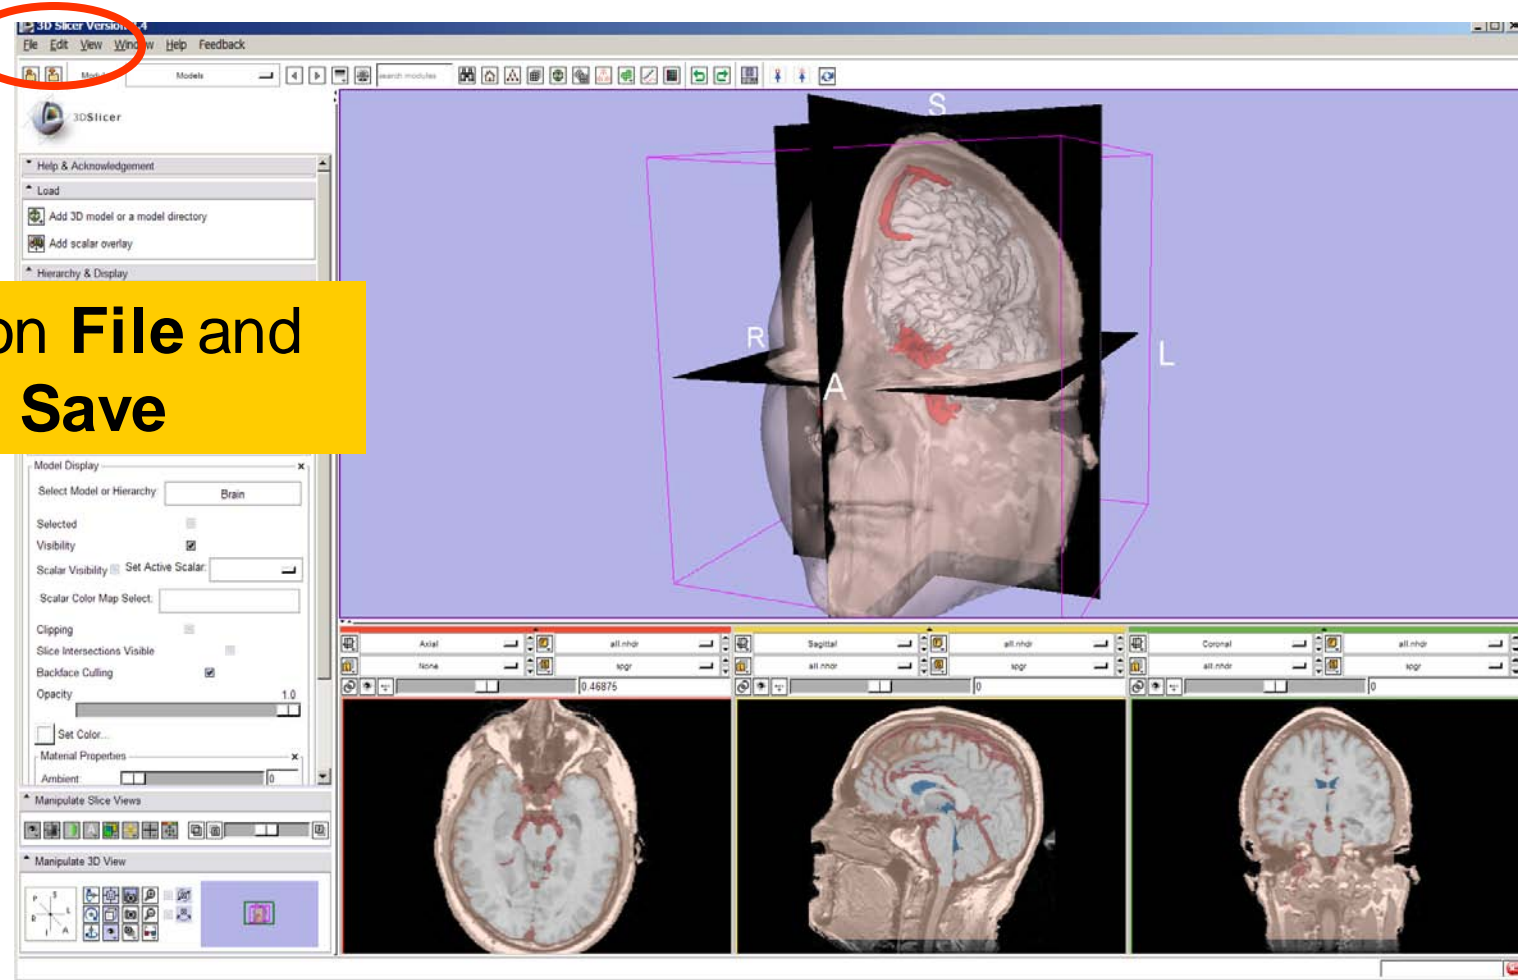 3D Slicer Version
.4
File Edit View Window Help Feedback
Models
search modules
3DSlicer
Help & Acknowledgement
Load
Add 3D model or a model directory
Add scalar overlay
Hierarchy & Display
on File and
Save
Model Display
Select Model or Hierarchy: Brain
Selected
Visibility
Scalar Visibility Set Active Scalar:
Scalar Color Map Select:
Clipping
Slice Intersections Visible
Backface Culling
Opacity 1.0
Set Color...
Material Properties
Ambient: 0
Manipulate Slice Views
Manipulate 3D View
P S
R L
I A
S
R
L
A
Axial all.nhdr
None spgr
0.46875
Sagittal all.nhdr
all.nhdr spgr
0
Coronal all.nhdr
all.nhdr spgr
0